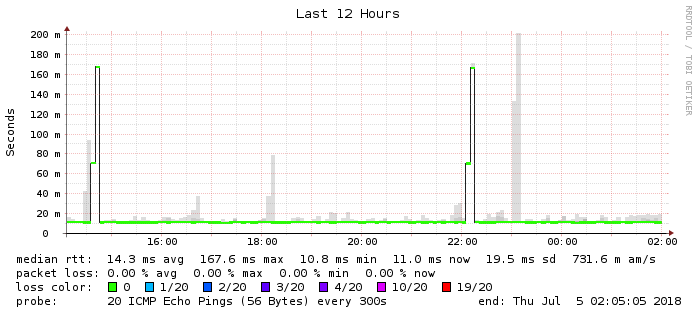 Last 12 Hours
RRDTOOL / TOBI OETIKER
Seconds
200 m
180 m
160 m
140 m
120 m
100 m
80 m
60 m
40 m
20 m
0
16:00 18:00 20:00 22:00 00:00 02:00
median rtt: 14.3 ms avg 167.6 ms max 10.8 ms min 11.0 ms now 19.5 ms sd 731.6 m am/s
packet loss: 0.00 % avg 0.00 % max 0.00 % min 0.00 % now
loss color: 0 1/20 2/20 3/20 4/20 10/20 19/20
probe: 20 ICMP Echo Pings (56 Bytes) every 300s end: Thu Jul 5 02:05:05 2018